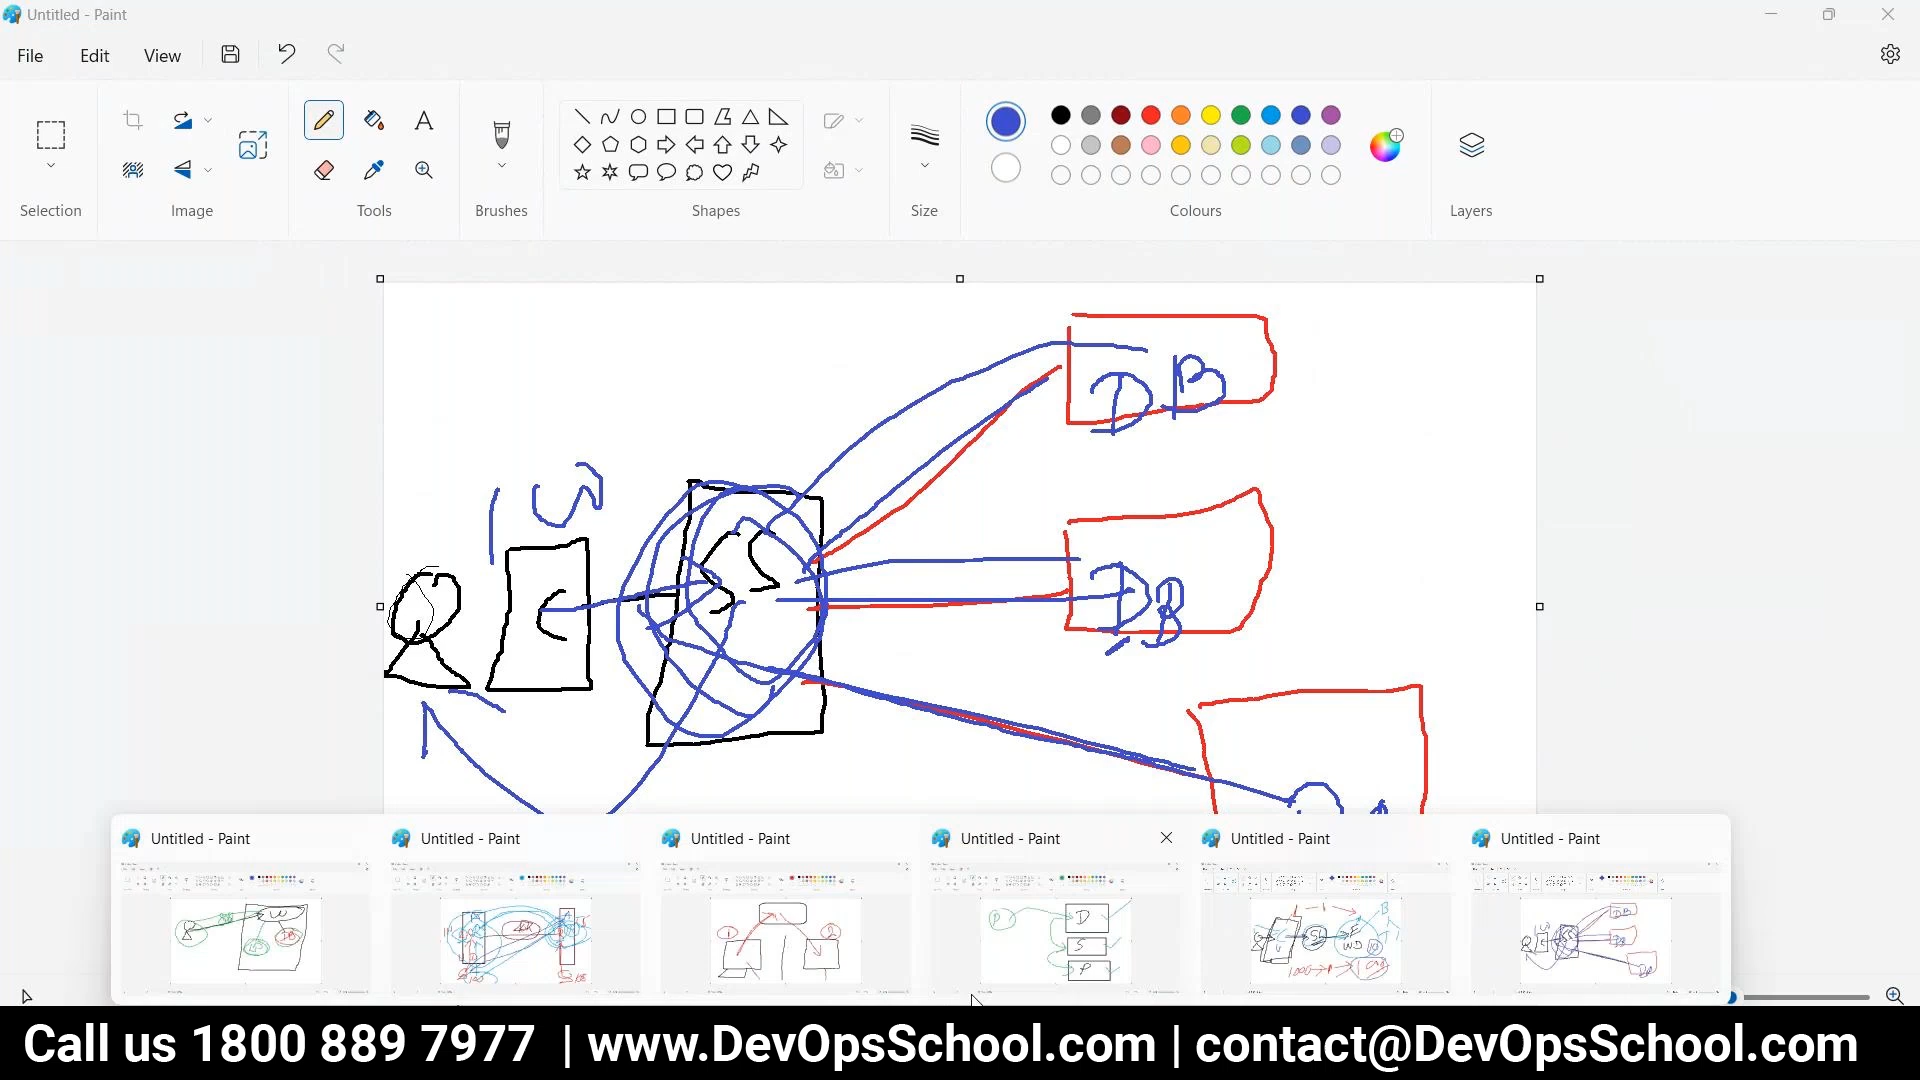 Untitled - Paint
File Edit View
Selection Image Tools Brushes Shapes Size Colours Layers
DB
DB
C
SS
Untitled - Paint
Untitled - Paint
Untitled - Paint
Untitled - Paint
Untitled - Paint
Untitled - Paint
D
S
P
Call us 1800 889 7977 | www.DevOpsSchool.com | contact@DevOpsSchool.com